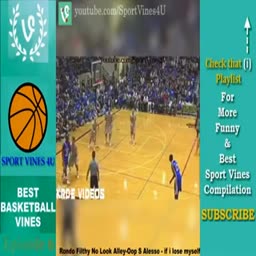 youtube.com/SportVines4U
SPORT VINES 4U
BEST
BASKETBALL
VINES
Check that (i)
Playlist
For
More
Funny
&
Best
Sport Vines
Compilation
SUBSCRIBE
Rondo Filthy No Look Alley-Oop S Alesso - if i lose myself